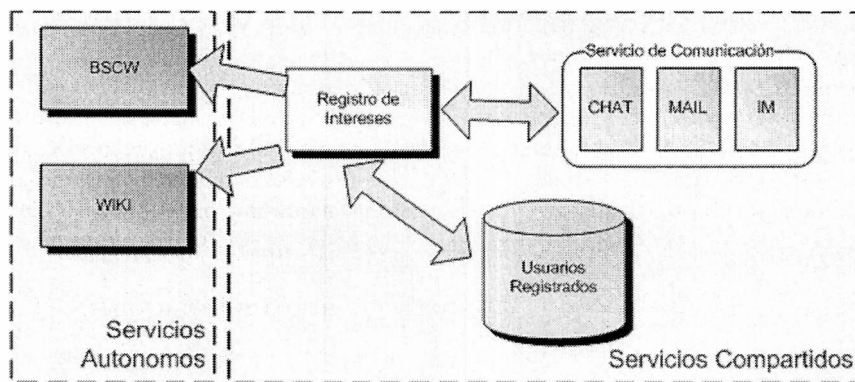 BSCW
WIKI
Servicios
Autonomos
Registro de
Intereses
Servicio de Comunicación
CHAT
MAIL
IM
Usuarios
Registrados
Servicios Compartidos